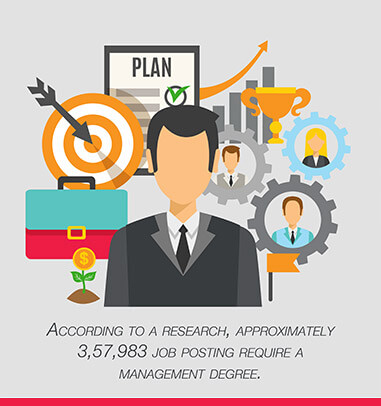 PLAN
$
ACCORDING TO A RESEARCH, APPROXIMATELY
3,57,983 JOB POSTING REQUIRE A
MANAGEMENT DEGREE.